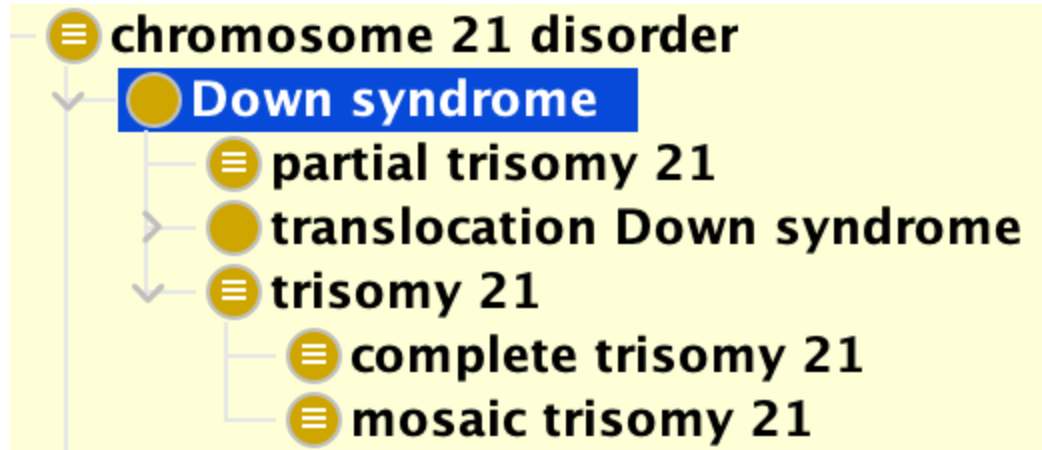 chromosome 21 disorder
Down syndrome
partial trisomy 21
translocation Down syndrome
trisomy 21
complete trisomy 21
mosaic trisomy 21